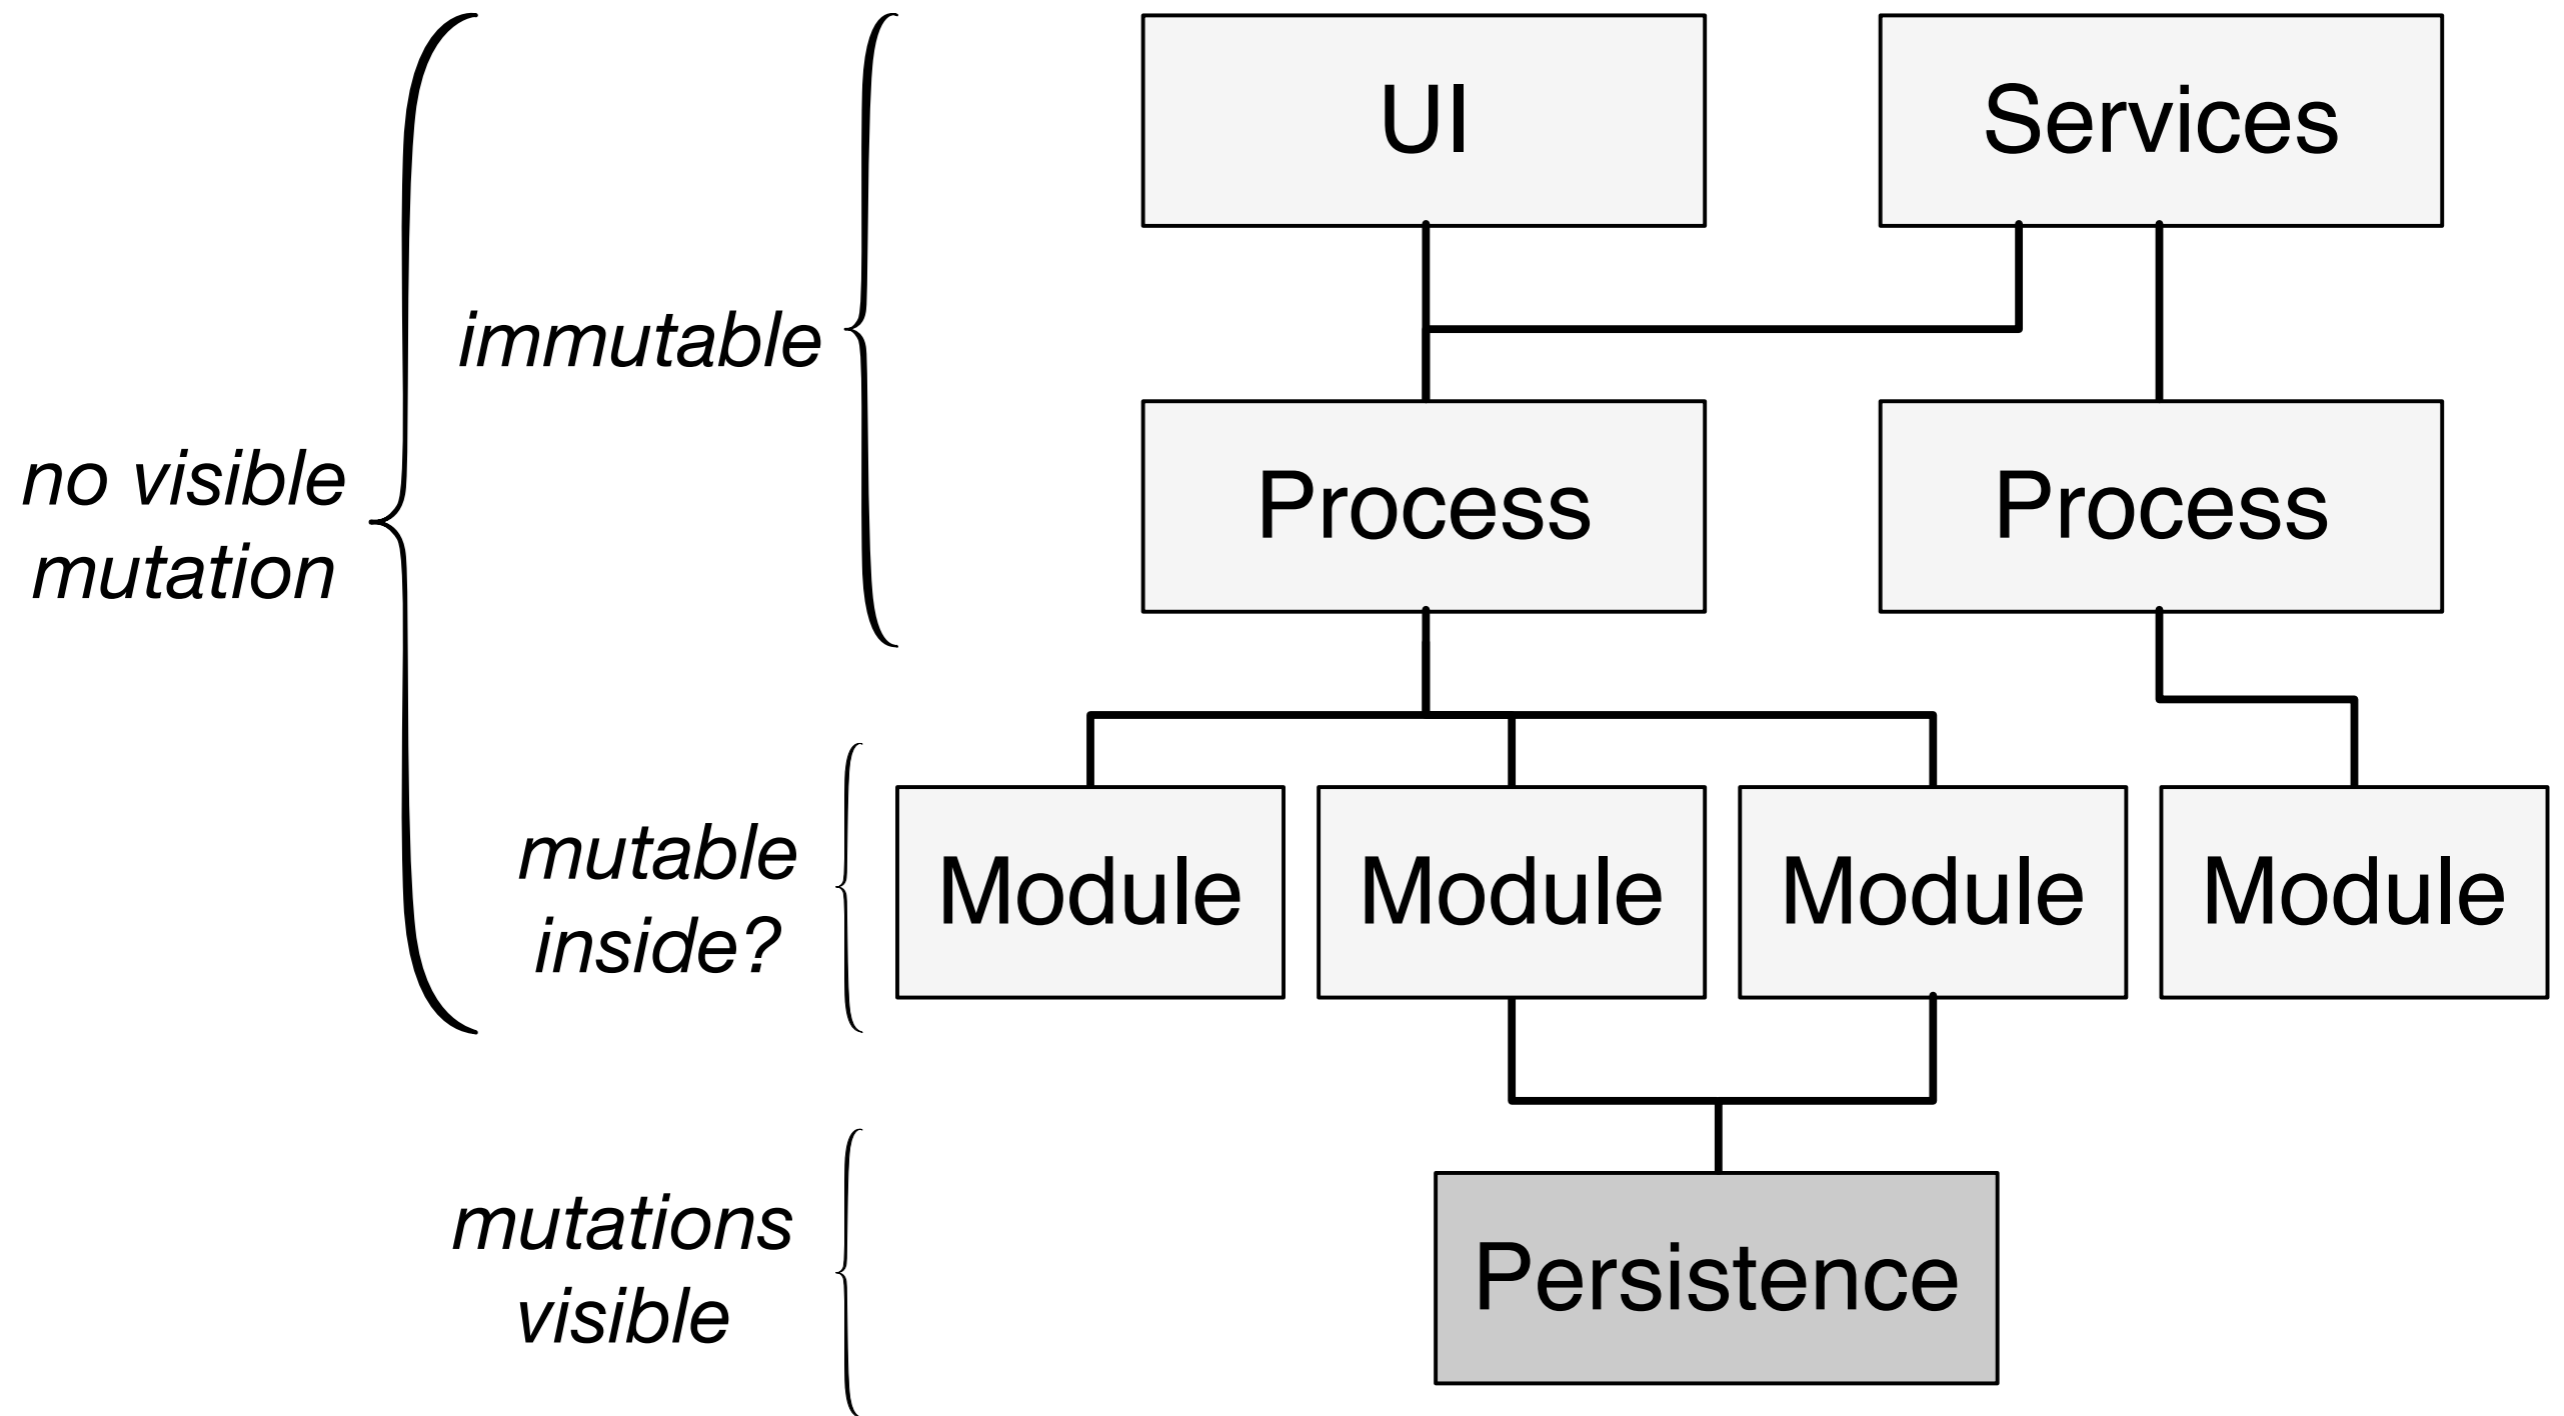 UI
Services
immutable
no visible
mutation
Process
Process
mutable
inside?
Module
Module
Module
Module
mutations
visible
Persistence